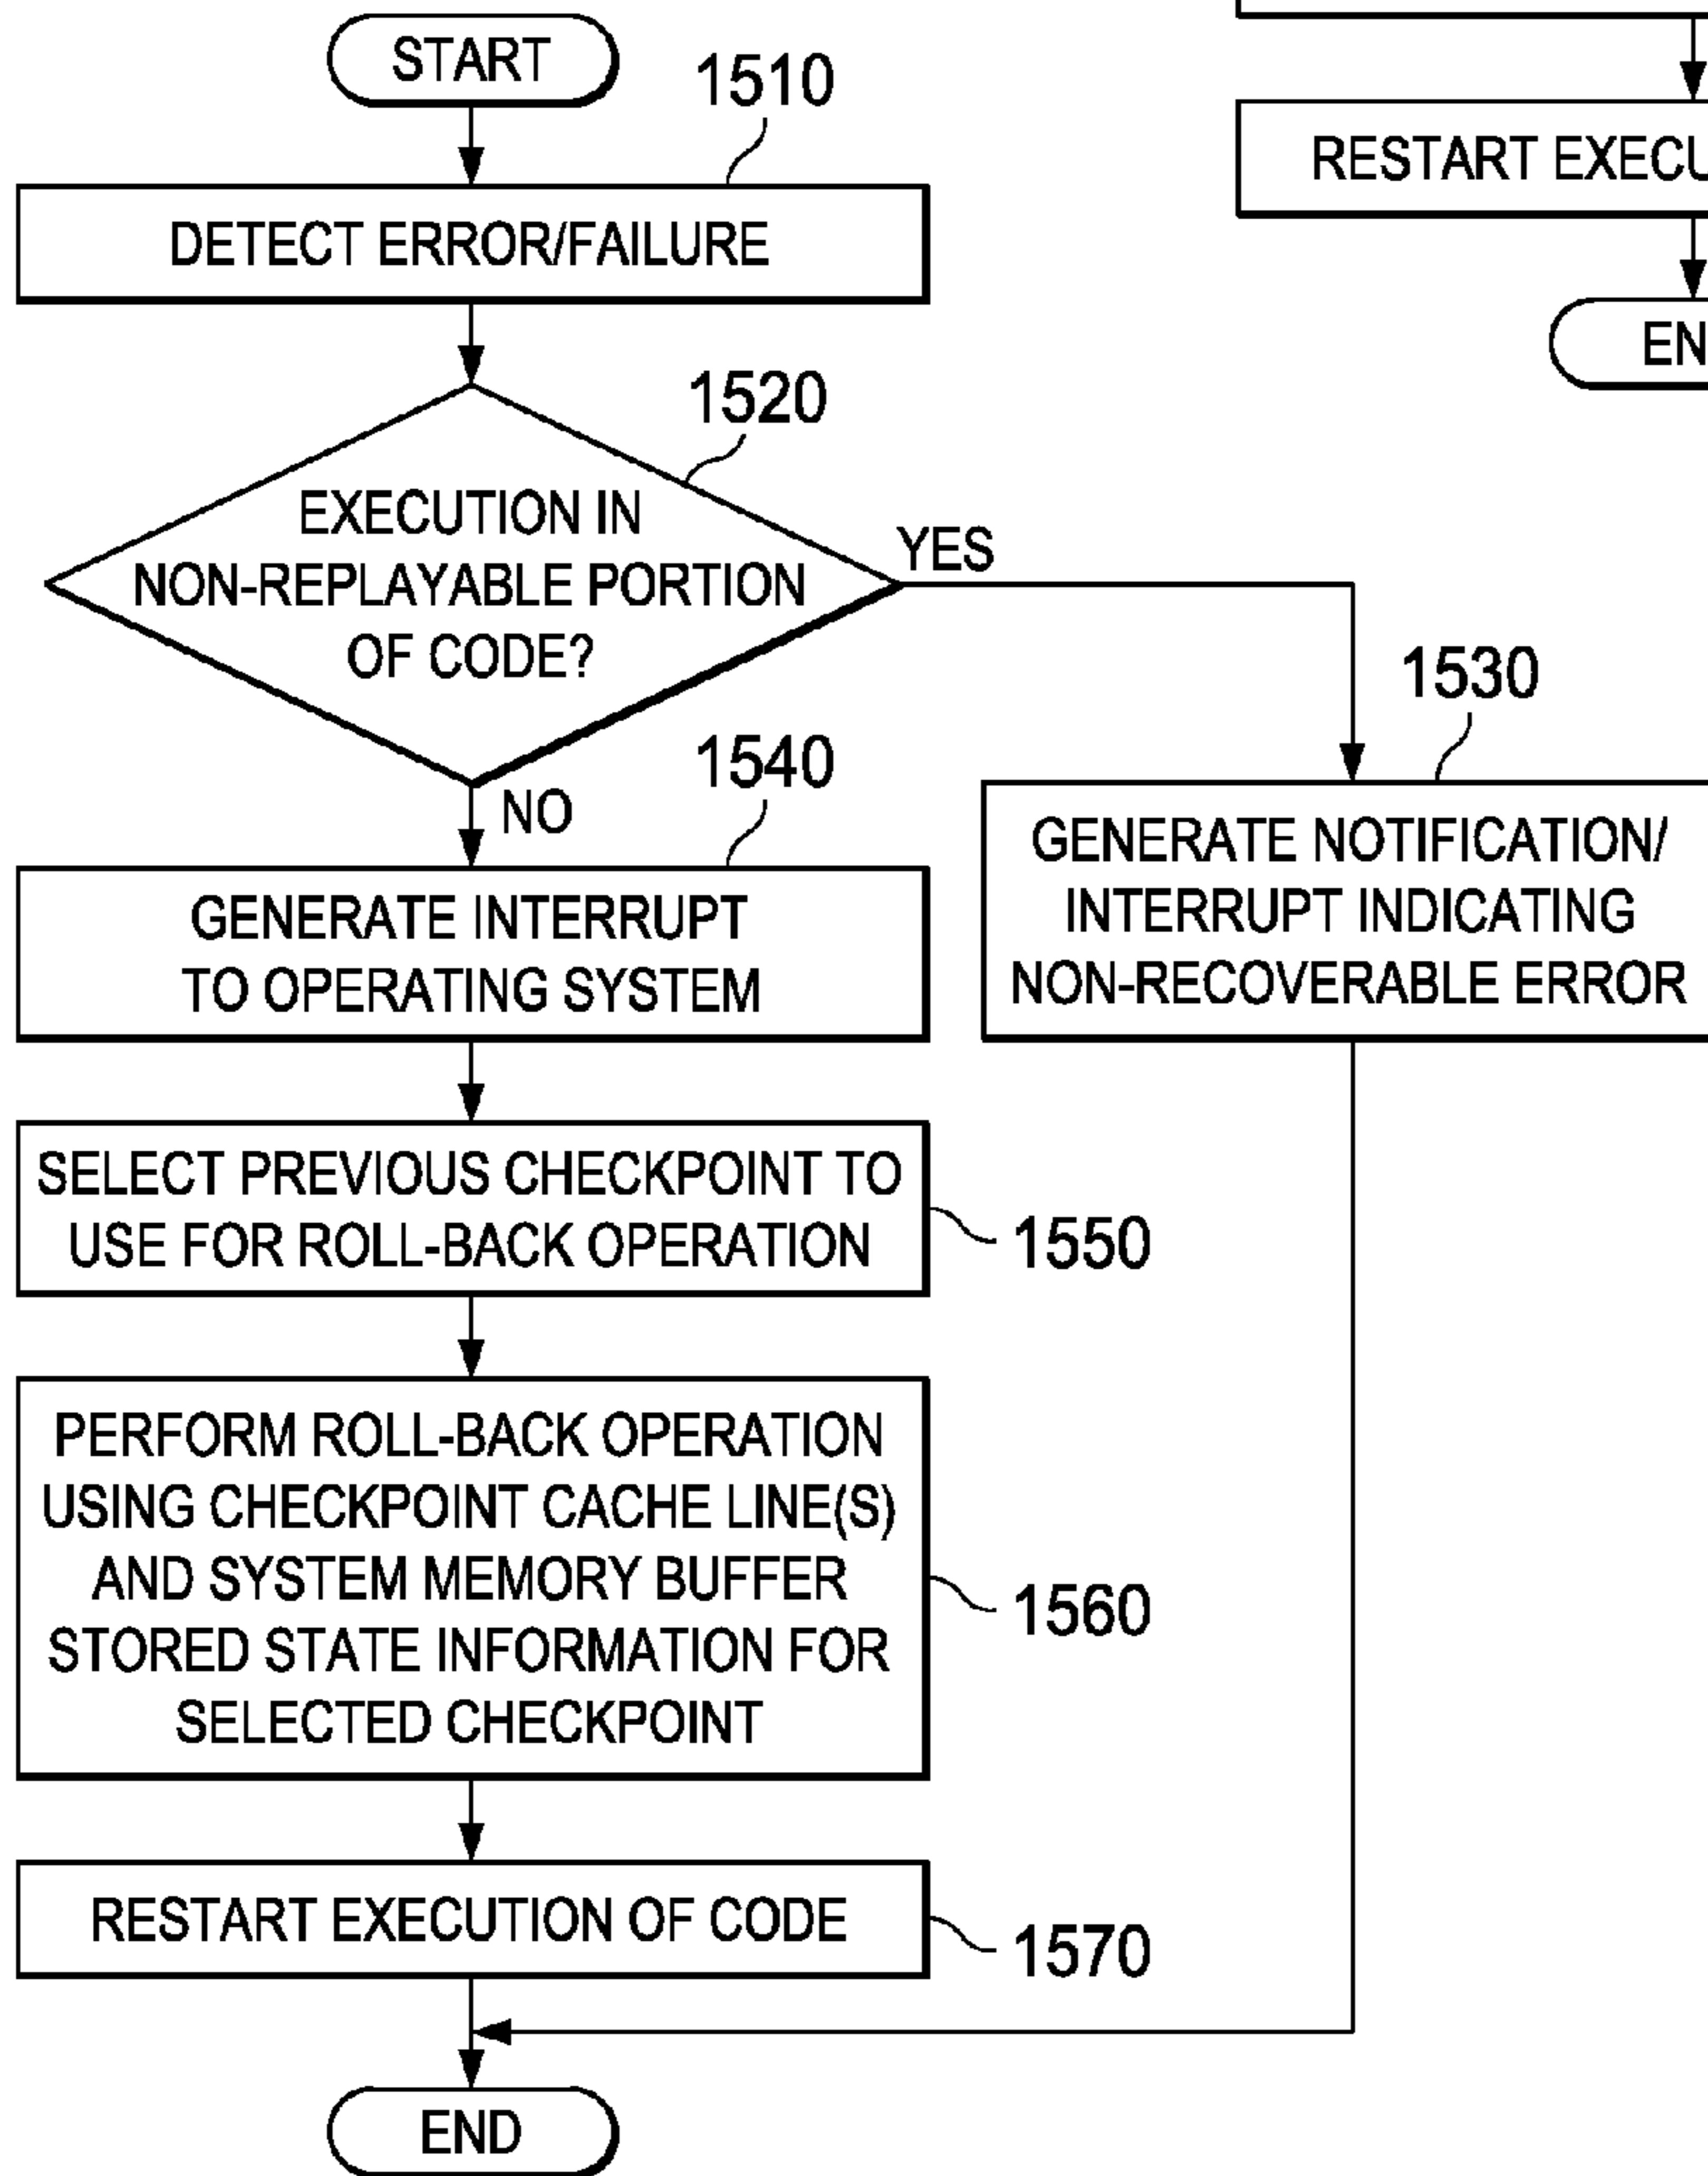 START
1510
DETECT ERROR/FAILURE
1520
EXECUTION IN
NON-REPLAYABLE PORTION
OF CODE?
YES
NO
1530
GENERATE NOTIFICATION/
INTERRUPT INDICATING
NON-RECOVERABLE ERROR
1540
GENERATE INTERRUPT
TO OPERATING SYSTEM
SELECT PREVIOUS CHECKPOINT TO
USE FOR ROLL-BACK OPERATION
1550
PERFORM ROLL-BACK OPERATION
USING CHECKPOINT CACHE LINE(S)
AND SYSTEM MEMORY BUFFER
STORED STATE INFORMATION FOR
SELECTED CHECKPOINT
1560
RESTART EXECUTION OF CODE
1570
END
RESTART